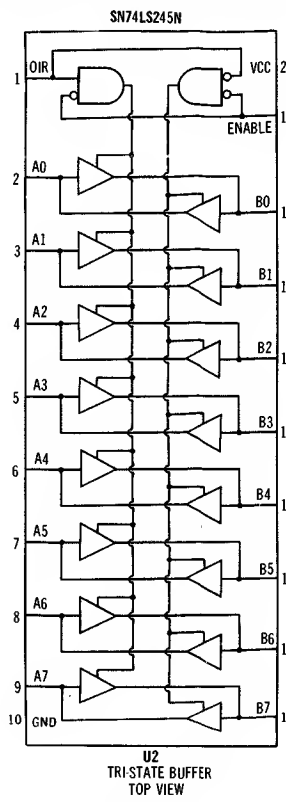 SN74LS245N
OIR
VCC 2
1
1
ENABLE
A0
2
B0 1
A1
3
B1 1
A2
4
B2 1
A3
5
B3 1
A4
6
B4 1
A5
7
B5 1
A6
8
B6 1
A7
9
B7 1
10 GND
U2
TRI-STATE BUFFER
TOP VIEW